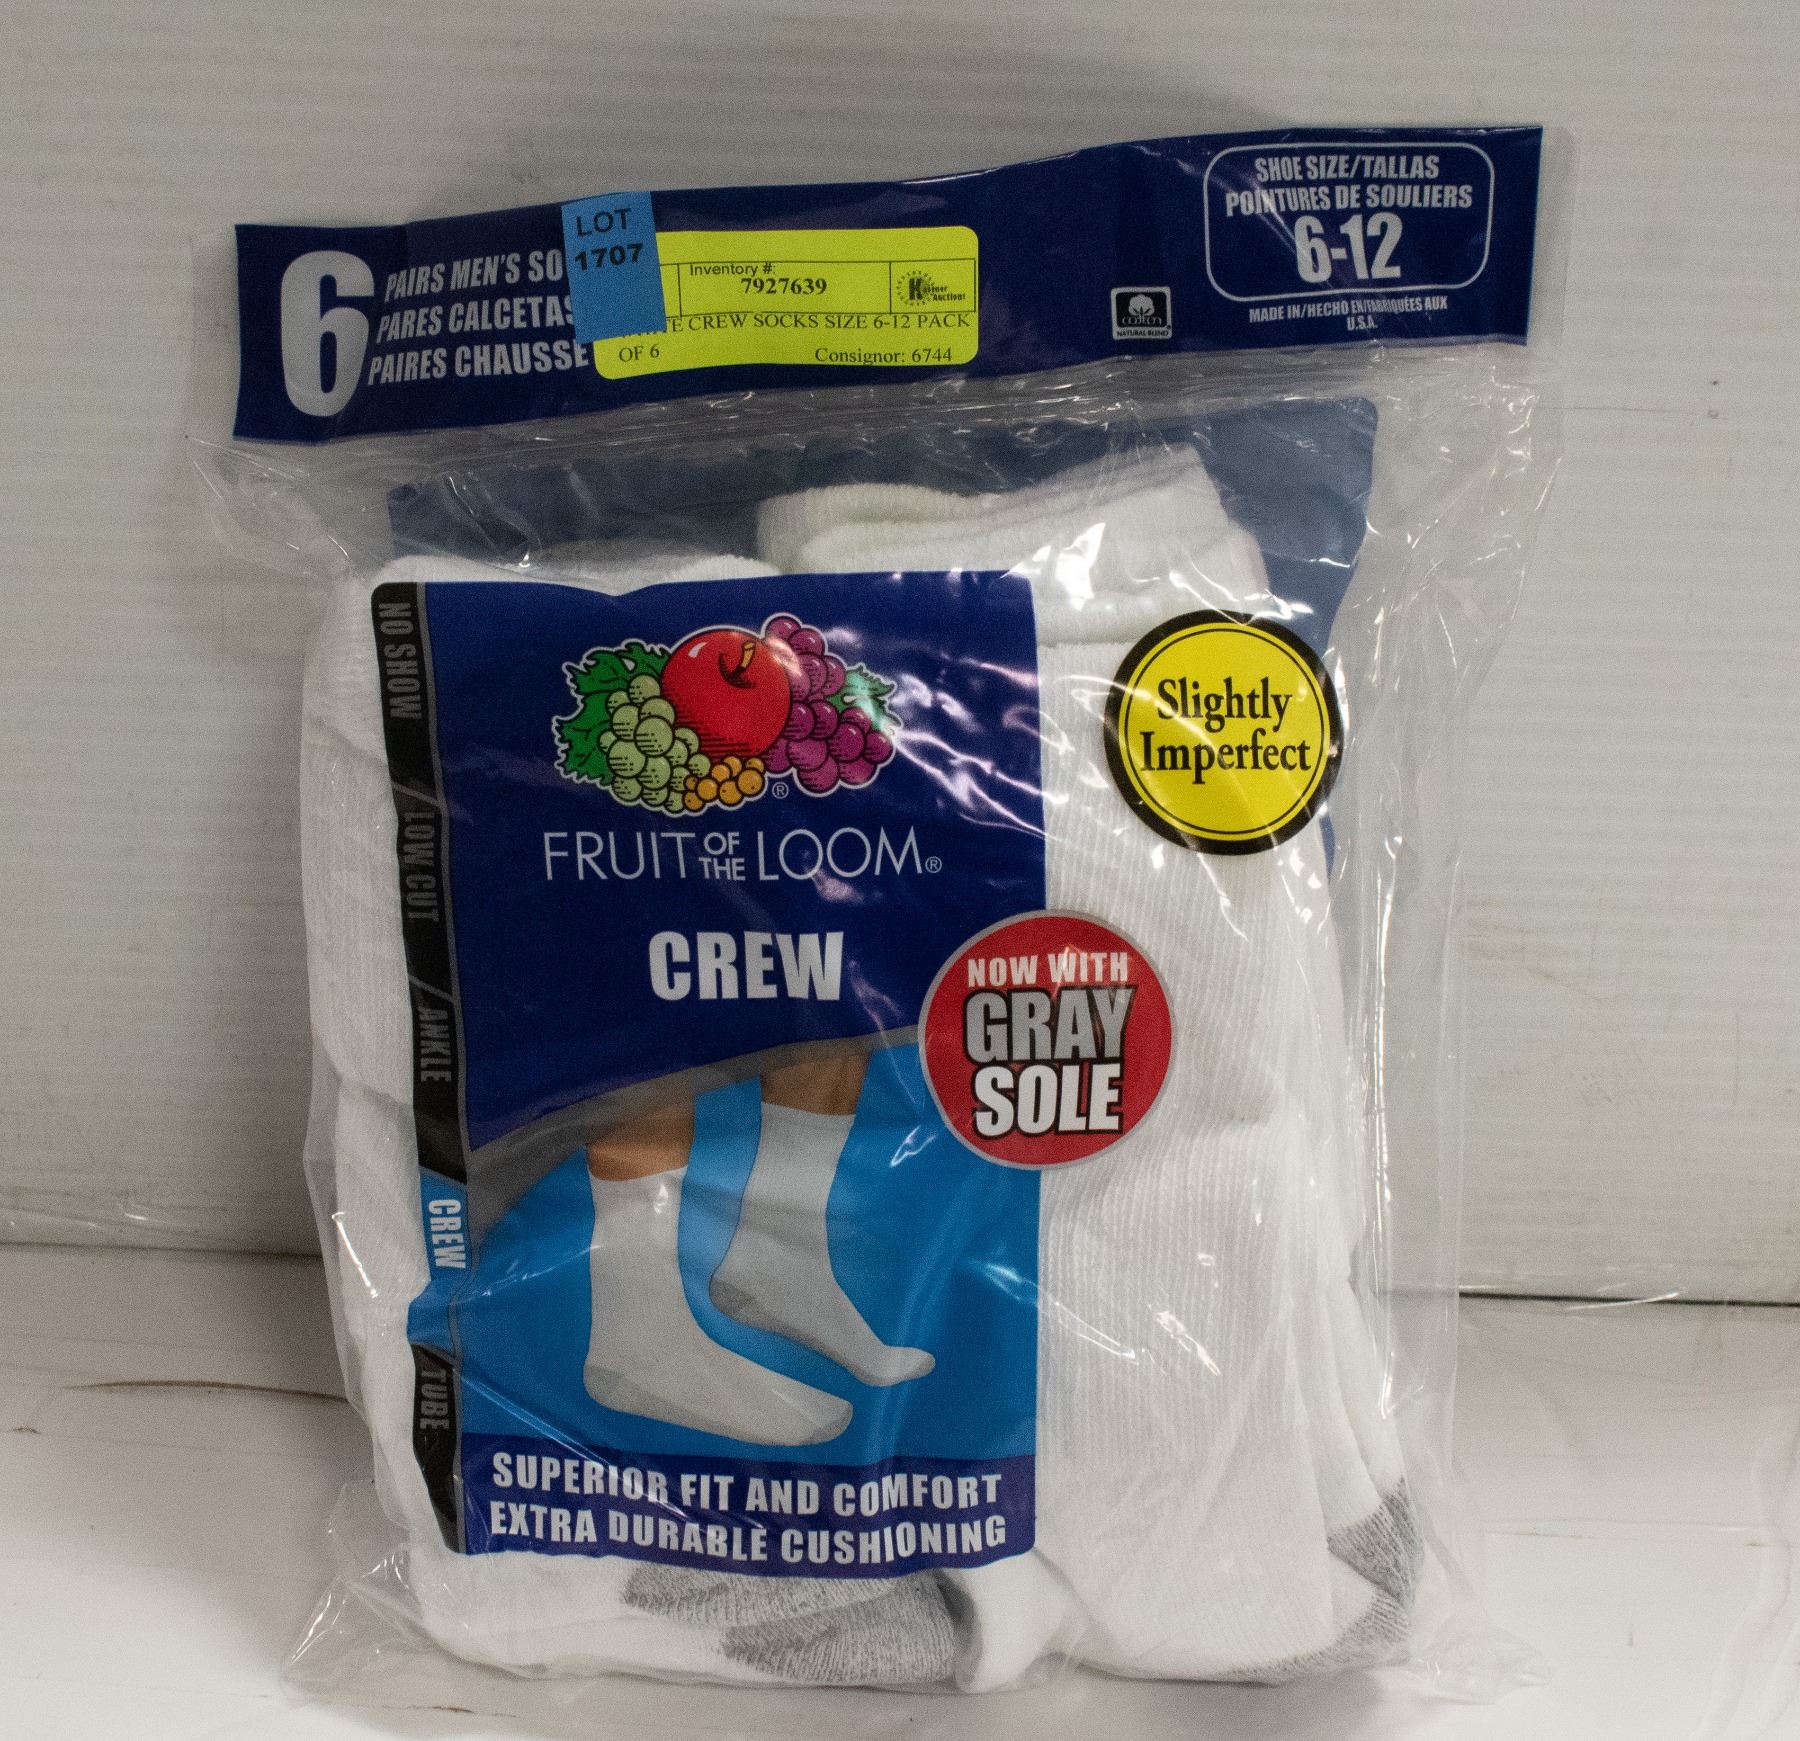 6
PAIRS MEN'S SO
PARES CALCETAS
PAIRES CHAUSSE
LOT
1707
Inventory #:
7927639
Kastner
Auctions
CREW SOCKS SIZE 6-12 PACK
OF 6
Consignor: 6744
COTTON
NATURAL BLEND
SHOE SIZE/TALLAS
POINTURES DE SOULIERS
6-12
MADE IN/HECHO EN/FABRIQUÉES AUX
U.S.A.
NO SHOW
LOW CUT
ANKLE
CREW
TUBE
®
FRUIT OF THE LOOM®
CREW
Slightly
Imperfect
NOW WITH
GRAY
SOLE
SUPERIOR FIT AND COMFORT
EXTRA DURABLE CUSHIONING